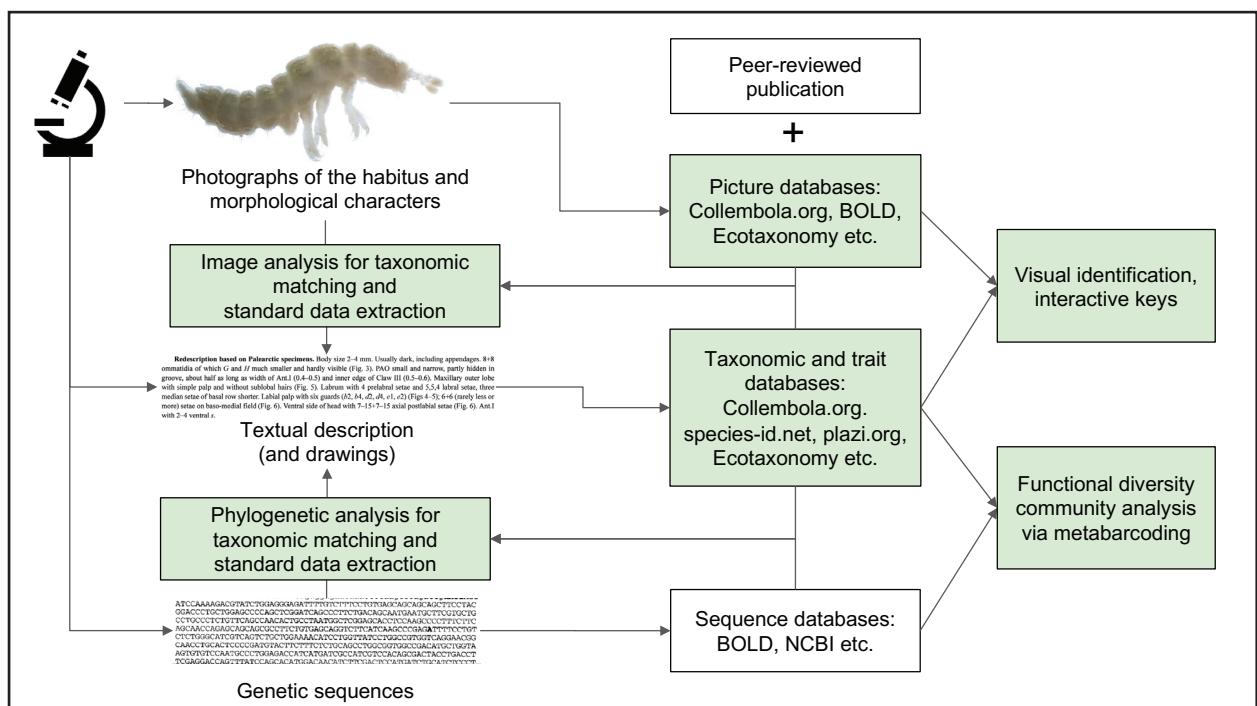 Peer-reviewed
publication
+
Photographs of the habitus and
morphological characters
Picture databases:
Collembola.org, BOLD,
Ecotaxonomy etc.
Image analysis for taxonomic
matching and
standard data extraction
Visual identification,
interactive keys
Redescription based on Palearctic specimens. Body size 2–4 mm. Usually dark, including appendages. 8+8
ommatidia of which G and H much smaller and hardly visible (Fig. 3). PAO small and narrow, partly hidden in
groove, about half as long as width of Ant.I (0.4–0.5) and inner edge of Claw III (0.5–0.6). Maxillary outer lobe
with simple palp and without sublobal hairs (Fig. 5). Labrum with 4 prelabral setae and 5,5,4 labral setae, three
median setae of basal row shorter. Labial palp with six guards (b2, b4, d2, d4, e1, e2) (Figs 4–5); 6+6 (rarely less or
more) setae on baso-medial field (Fig. 6). Ventral side of head with 7–15+7–15 axial postlabial setae (Fig. 6). Ant.I
with 2–4 ventral s.
Textual description
(and drawings)
Taxonomic and trait
databases:
Collembola.org.
species-id.net, plazi.org,
Ecotaxonomy etc.
Functional diversity
community analysis
via metabarcoding
Phylogenetic analysis for
taxonomic matching and
standard data extraction
Sequence databases:
BOLD, NCBI etc.
Genetic sequences